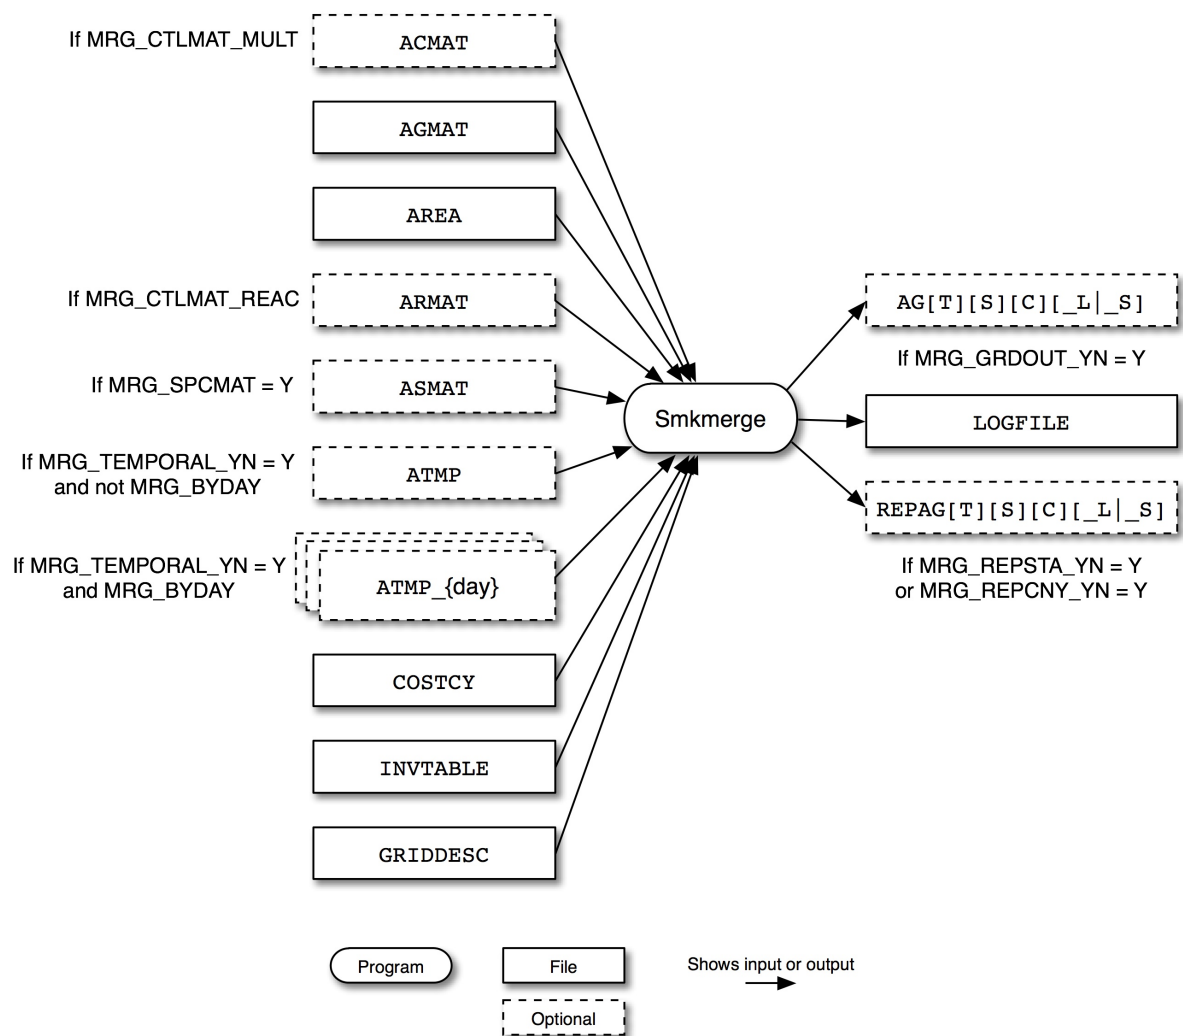 If MRG_CTLMAT_MULT
ACMAT
AGMAT
AREA
If MRG_CTLMAT_REAC
ARMAT
If MRG_SPCMAT = Y
ASMAT
If MRG_TEMPORAL_YN = Y
and not MRG_BYDAY
ATMP
If MRG_TEMPORAL_YN = Y
and MRG_BYDAY
ATMP_{day}
COSTCY
INVTABLE
GRIDDESC
Smkmerge
AG[T][S][C][_L|_S]
If MRG_GRDOUT_YN = Y
LOGFILE
REPAG[T][S][C][_L|_S]
If MRG_REPSTA_YN = Y
or MRG_REPCNY_YN = Y
Program
File
Optional
Shows input or output